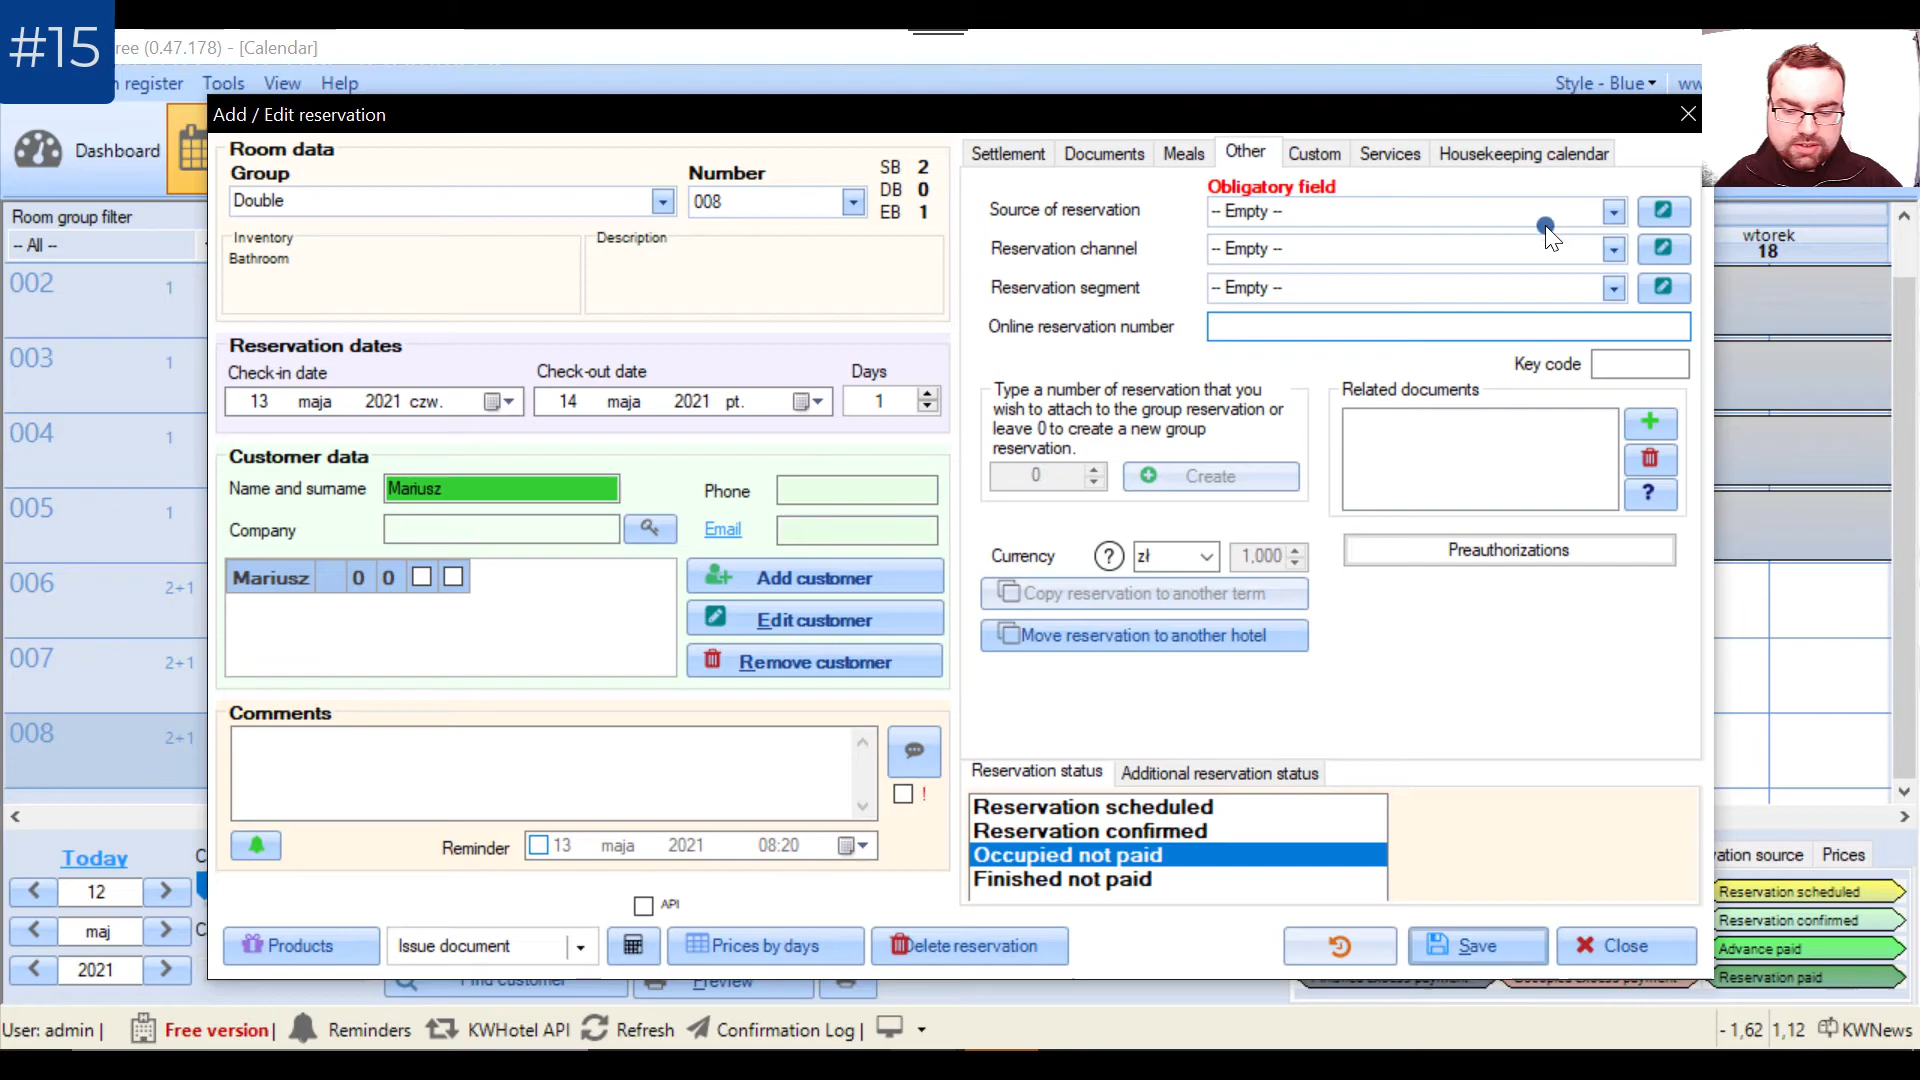 #15
ree (0.47.178) - [Calendar]
register Tools View Help
Style - Blue
Add / Edit reservation
Dashboard
Room group filter
-- All --
002 1
003 1
004 1
005 1
006 2+1
007 2+1
008 2+1
Room data
Group
Double
Number
008
SB 2
DB 0
EB 1
Inventory
Bathroom
Description
Reservation dates
Check-in date
13 maja 2021 czw.
Check-out date
14 maja 2021 pt.
Days
1
Customer data
Name and surname Mariusz
Phone
Company
Email
Mariusz 0 0
Add customer
Edit customer
Remove customer
Comments
!
Reminder 13 maja 2021 08:20
API
Products
Issue document
Prices by days
Delete reservation
Settlement Documents Meals Other Custom Services Housekeeping calendar
Obligatory field
Source of reservation -- Empty --
Reservation channel -- Empty --
Reservation segment -- Empty --
Online reservation number
Key code
Type a number of reservation that you
wish to attach to the group reservation or
leave 0 to create a new group
reservation.
0 Create
Related documents
?
Currency ? zł 1,000
Preauthorizations
Copy reservation to another term
Move reservation to another hotel
Reservation status Additional reservation status
Reservation scheduled
Reservation confirmed
Occupied not paid
Finished not paid
Save
Close
wtorek
18
Today
12
maj
2021
Find customer
Preview
vation source Prices
Reservation scheduled
Reservation confirmed
Advance paid
Reservation paid
User: admin | Free version | Reminders KWHotel API Refresh Confirmation Log |
- 1,62 1,12 KWNews